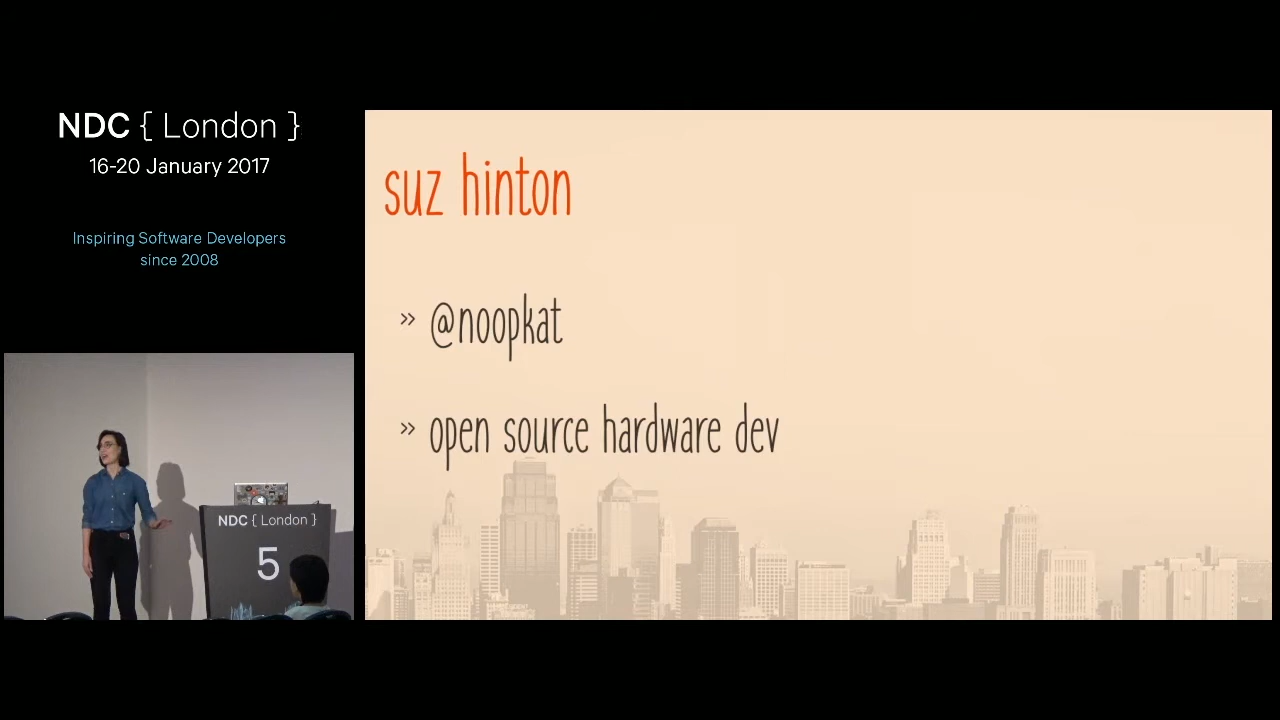 NDC { London }
16-20 January 2017
Inspiring Software Developers
since 2008
suz hinton
» @noopkat
» open source hardware dev
NDC { London }
5